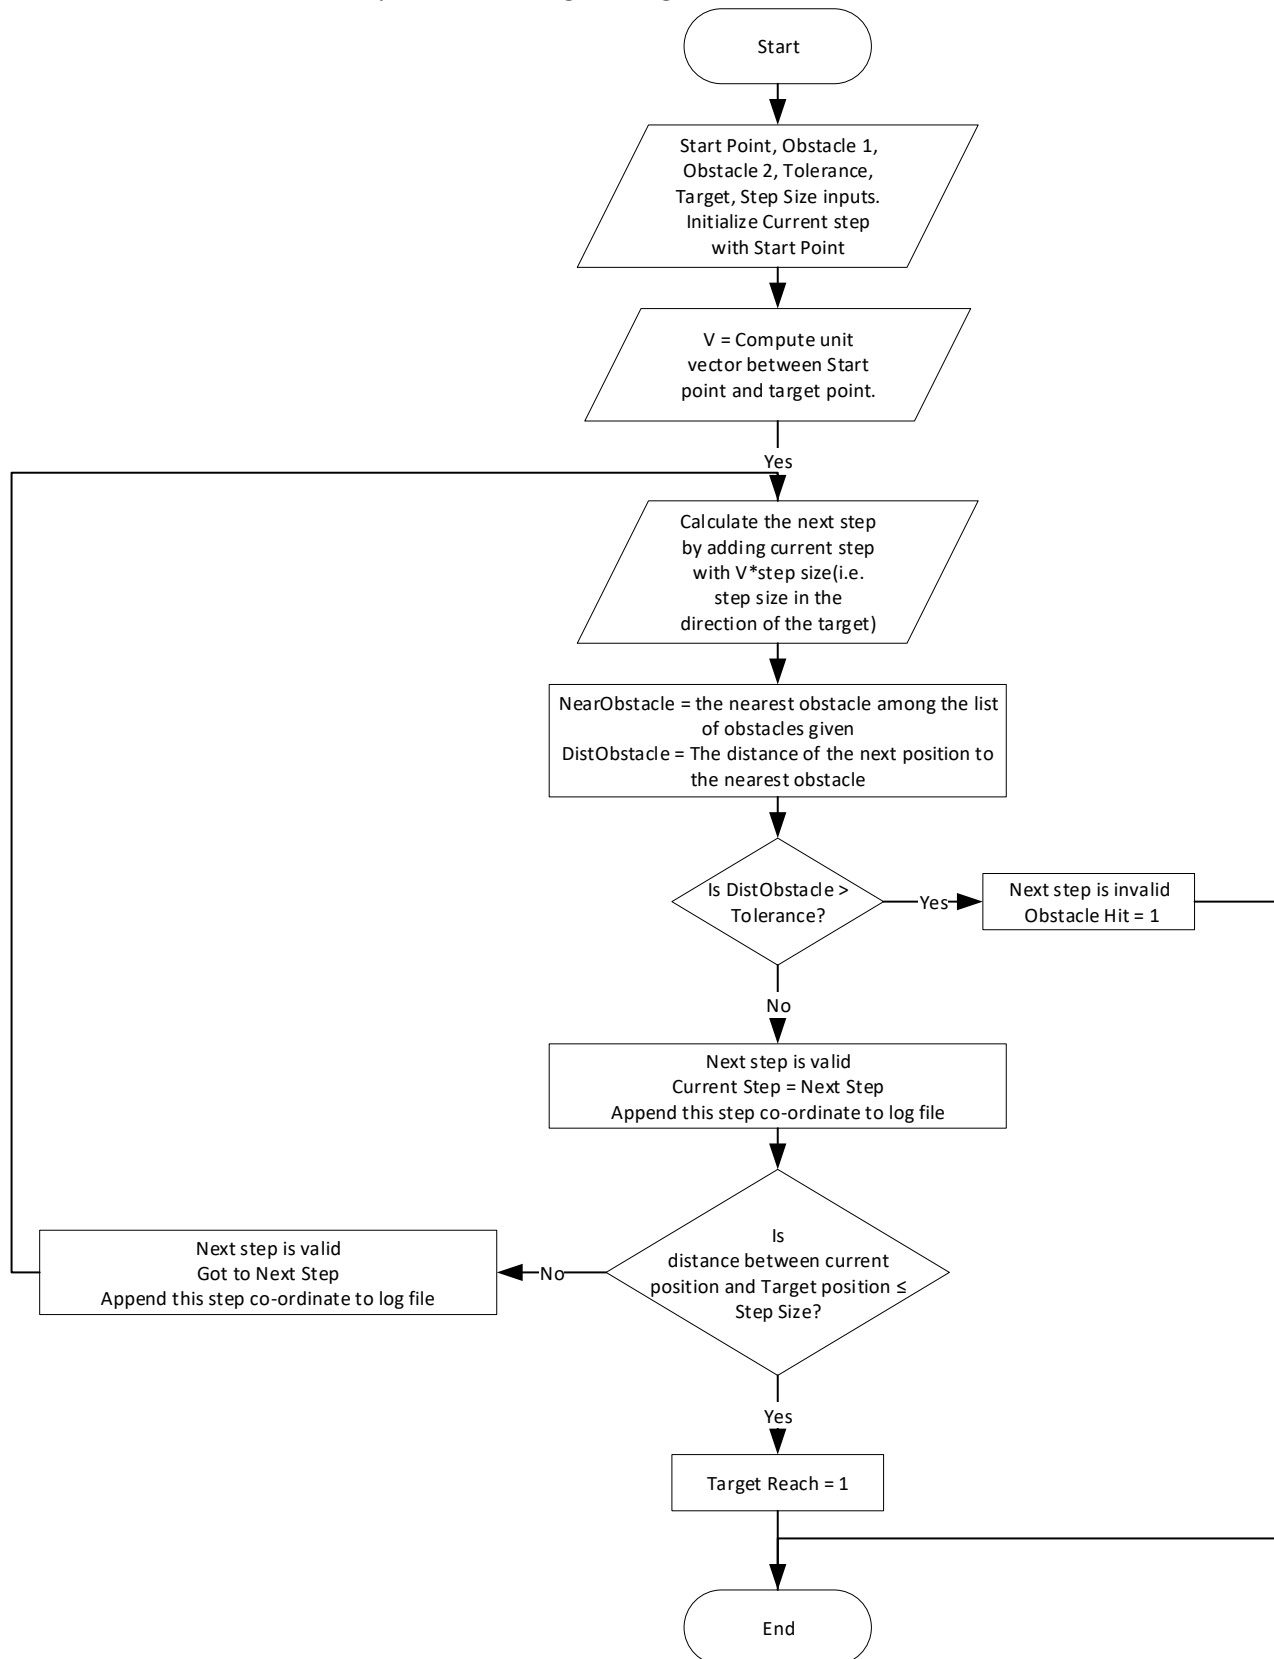 Start
Start Point, Obstacle 1,
Obstacle 2, Tolerance,
Target, Step Size inputs.
Initialize Current step
with Start Point
V = Compute unit
vector between Start
point and target point.
Yes
Calculate the next step
by adding current step
with V*step size(i.e.
step size in the
direction of the target)
NearObstacle = the nearest obstacle among the list
of obstacles given
DistObstacle = The distance of the next position to
the nearest obstacle
Is DistObstacle >
Tolerance?
Yes
Next step is invalid
Obstacle Hit = 1
No
Next step is valid
Current Step = Next Step
Append this step co-ordinate to log file
Is
distance between current
position and Target position ≤
Step Size?
No
Next step is valid
Got to Next Step
Append this step co-ordinate to log file
Yes
Target Reach = 1
End